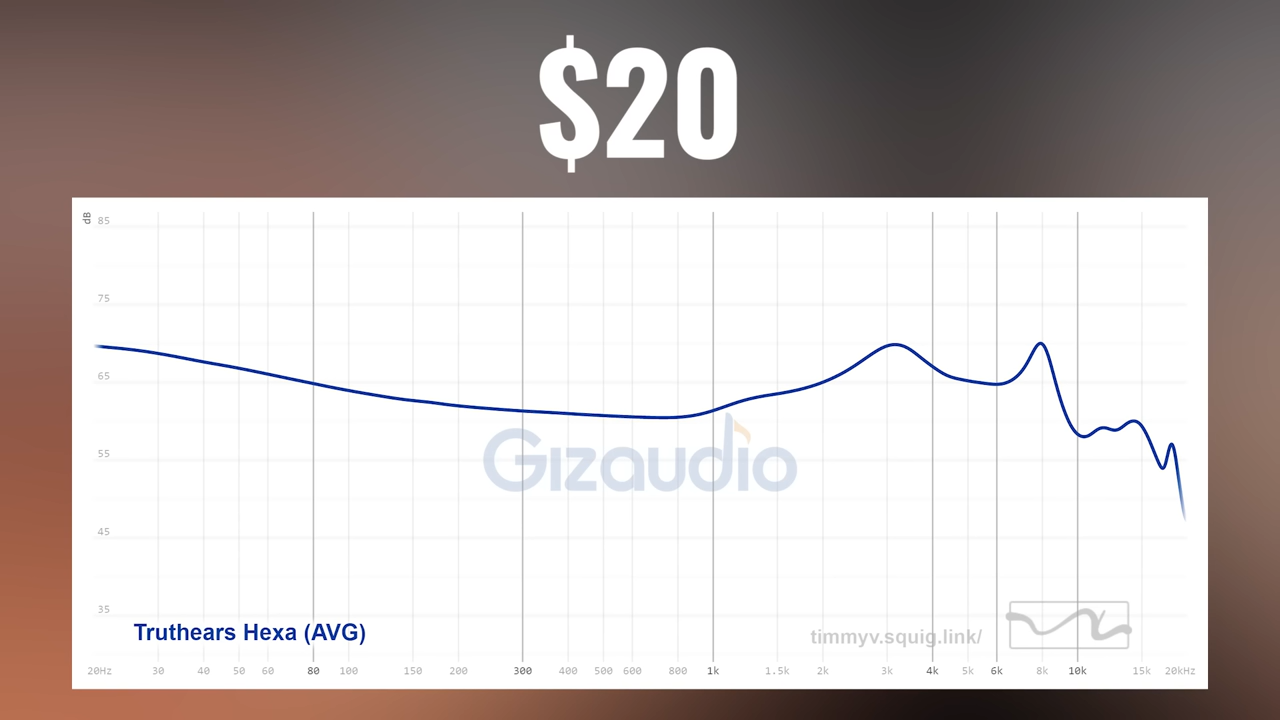 $20
dB
85
75
65
55
45
35
Gizaudio
Truthears Hexa (AVG)
timmyv.squig.link/
20Hz 30 40 50 60 80 100 150 200 300 400 500 600 800 1k 1.5k 2k 3k 4k 5k 6k 8k 10k 15k 20kHz